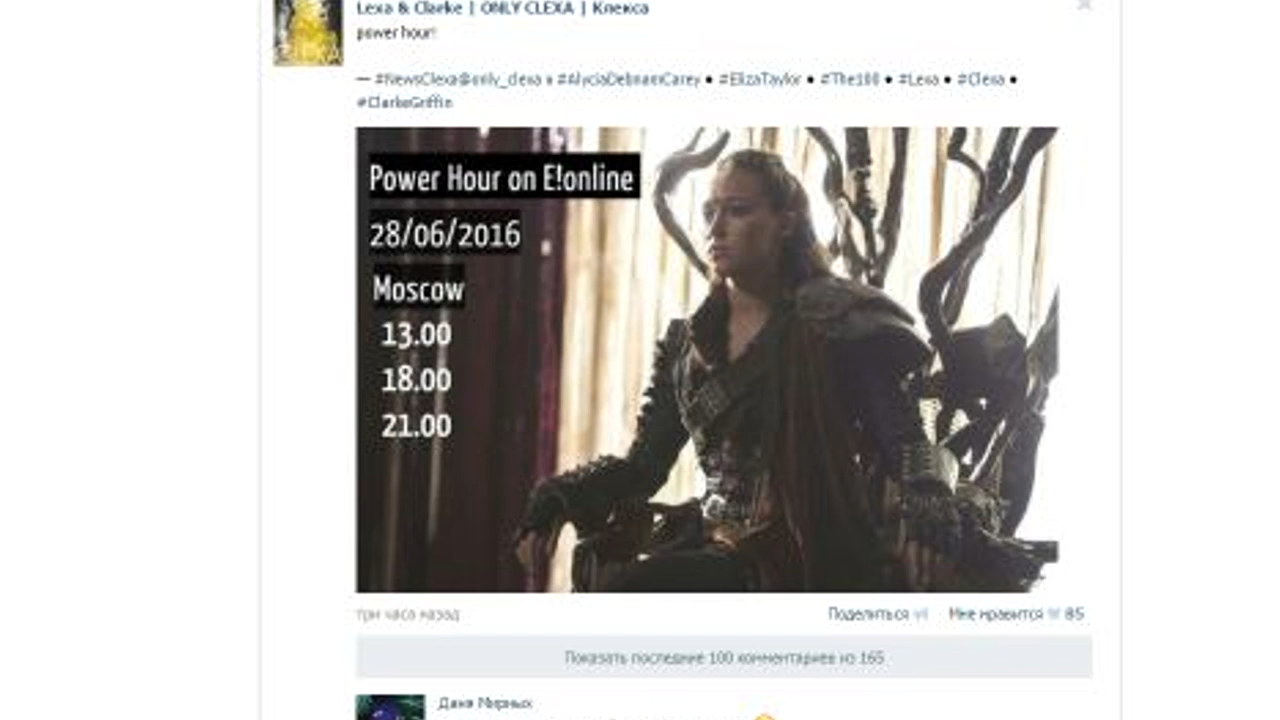 Lexa & Clarke | ONLY CLEXA | Клекса
power hour!
— #NewsClexa@only_clexa • #AlyciaDebnamCarey • #ElizaTaylor • #The100 • #Lexa • #Clexa •
#ClarkeGriffin
Power Hour on E!online
28/06/2016
Moscow
13.00
18.00
21.00
три часа назад
Поделиться Мне нравится 85
Показать последние 100 комментариев из 165
Даня Мирных